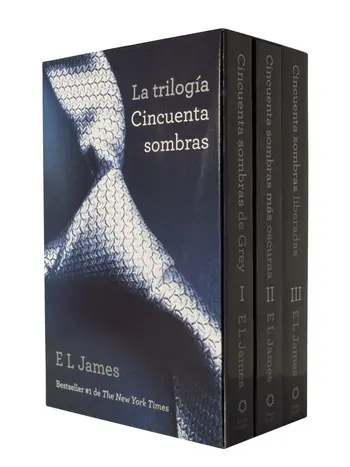 La trilogía
Cincuenta
sombras
E L James
Bestseller #1 de The New York Times
Cincuenta sombras de Grey I E L James
Cincuenta sombras más oscuras II E L James
Cincuenta sombras liberadas III E L James